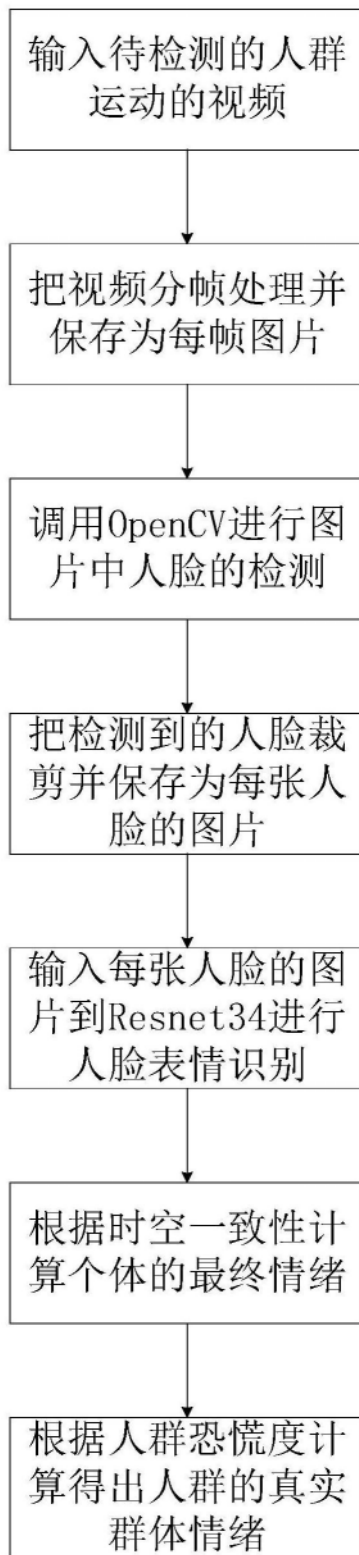 输入待检测的人群
运动的视频
把视频分帧处理并
保存为每帧图片
调用OpenCV进行图
片中人脸的检测
把检测到的人脸裁
剪并保存为每张人
脸的图片
输入每张人脸的图
片到Resnet34进行
人脸表情识别
根据时空一致性计
算个体的最终情绪
根据人群恐慌度计
算得出人群的真实
群体情绪